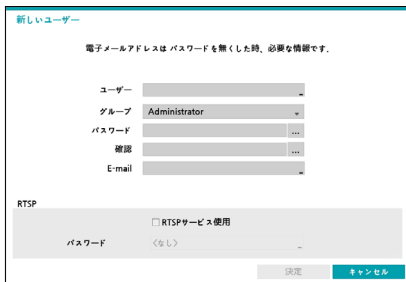 新しいユーザー
電子メールアドレスは パスワードを無くした時、必要な情報です.
ユーザー
グループ Administrator
パスワード ...
確認 ...
E-mail
RTSP
RTSPサービス使用
パスワード <なし>
決定 キャンセル